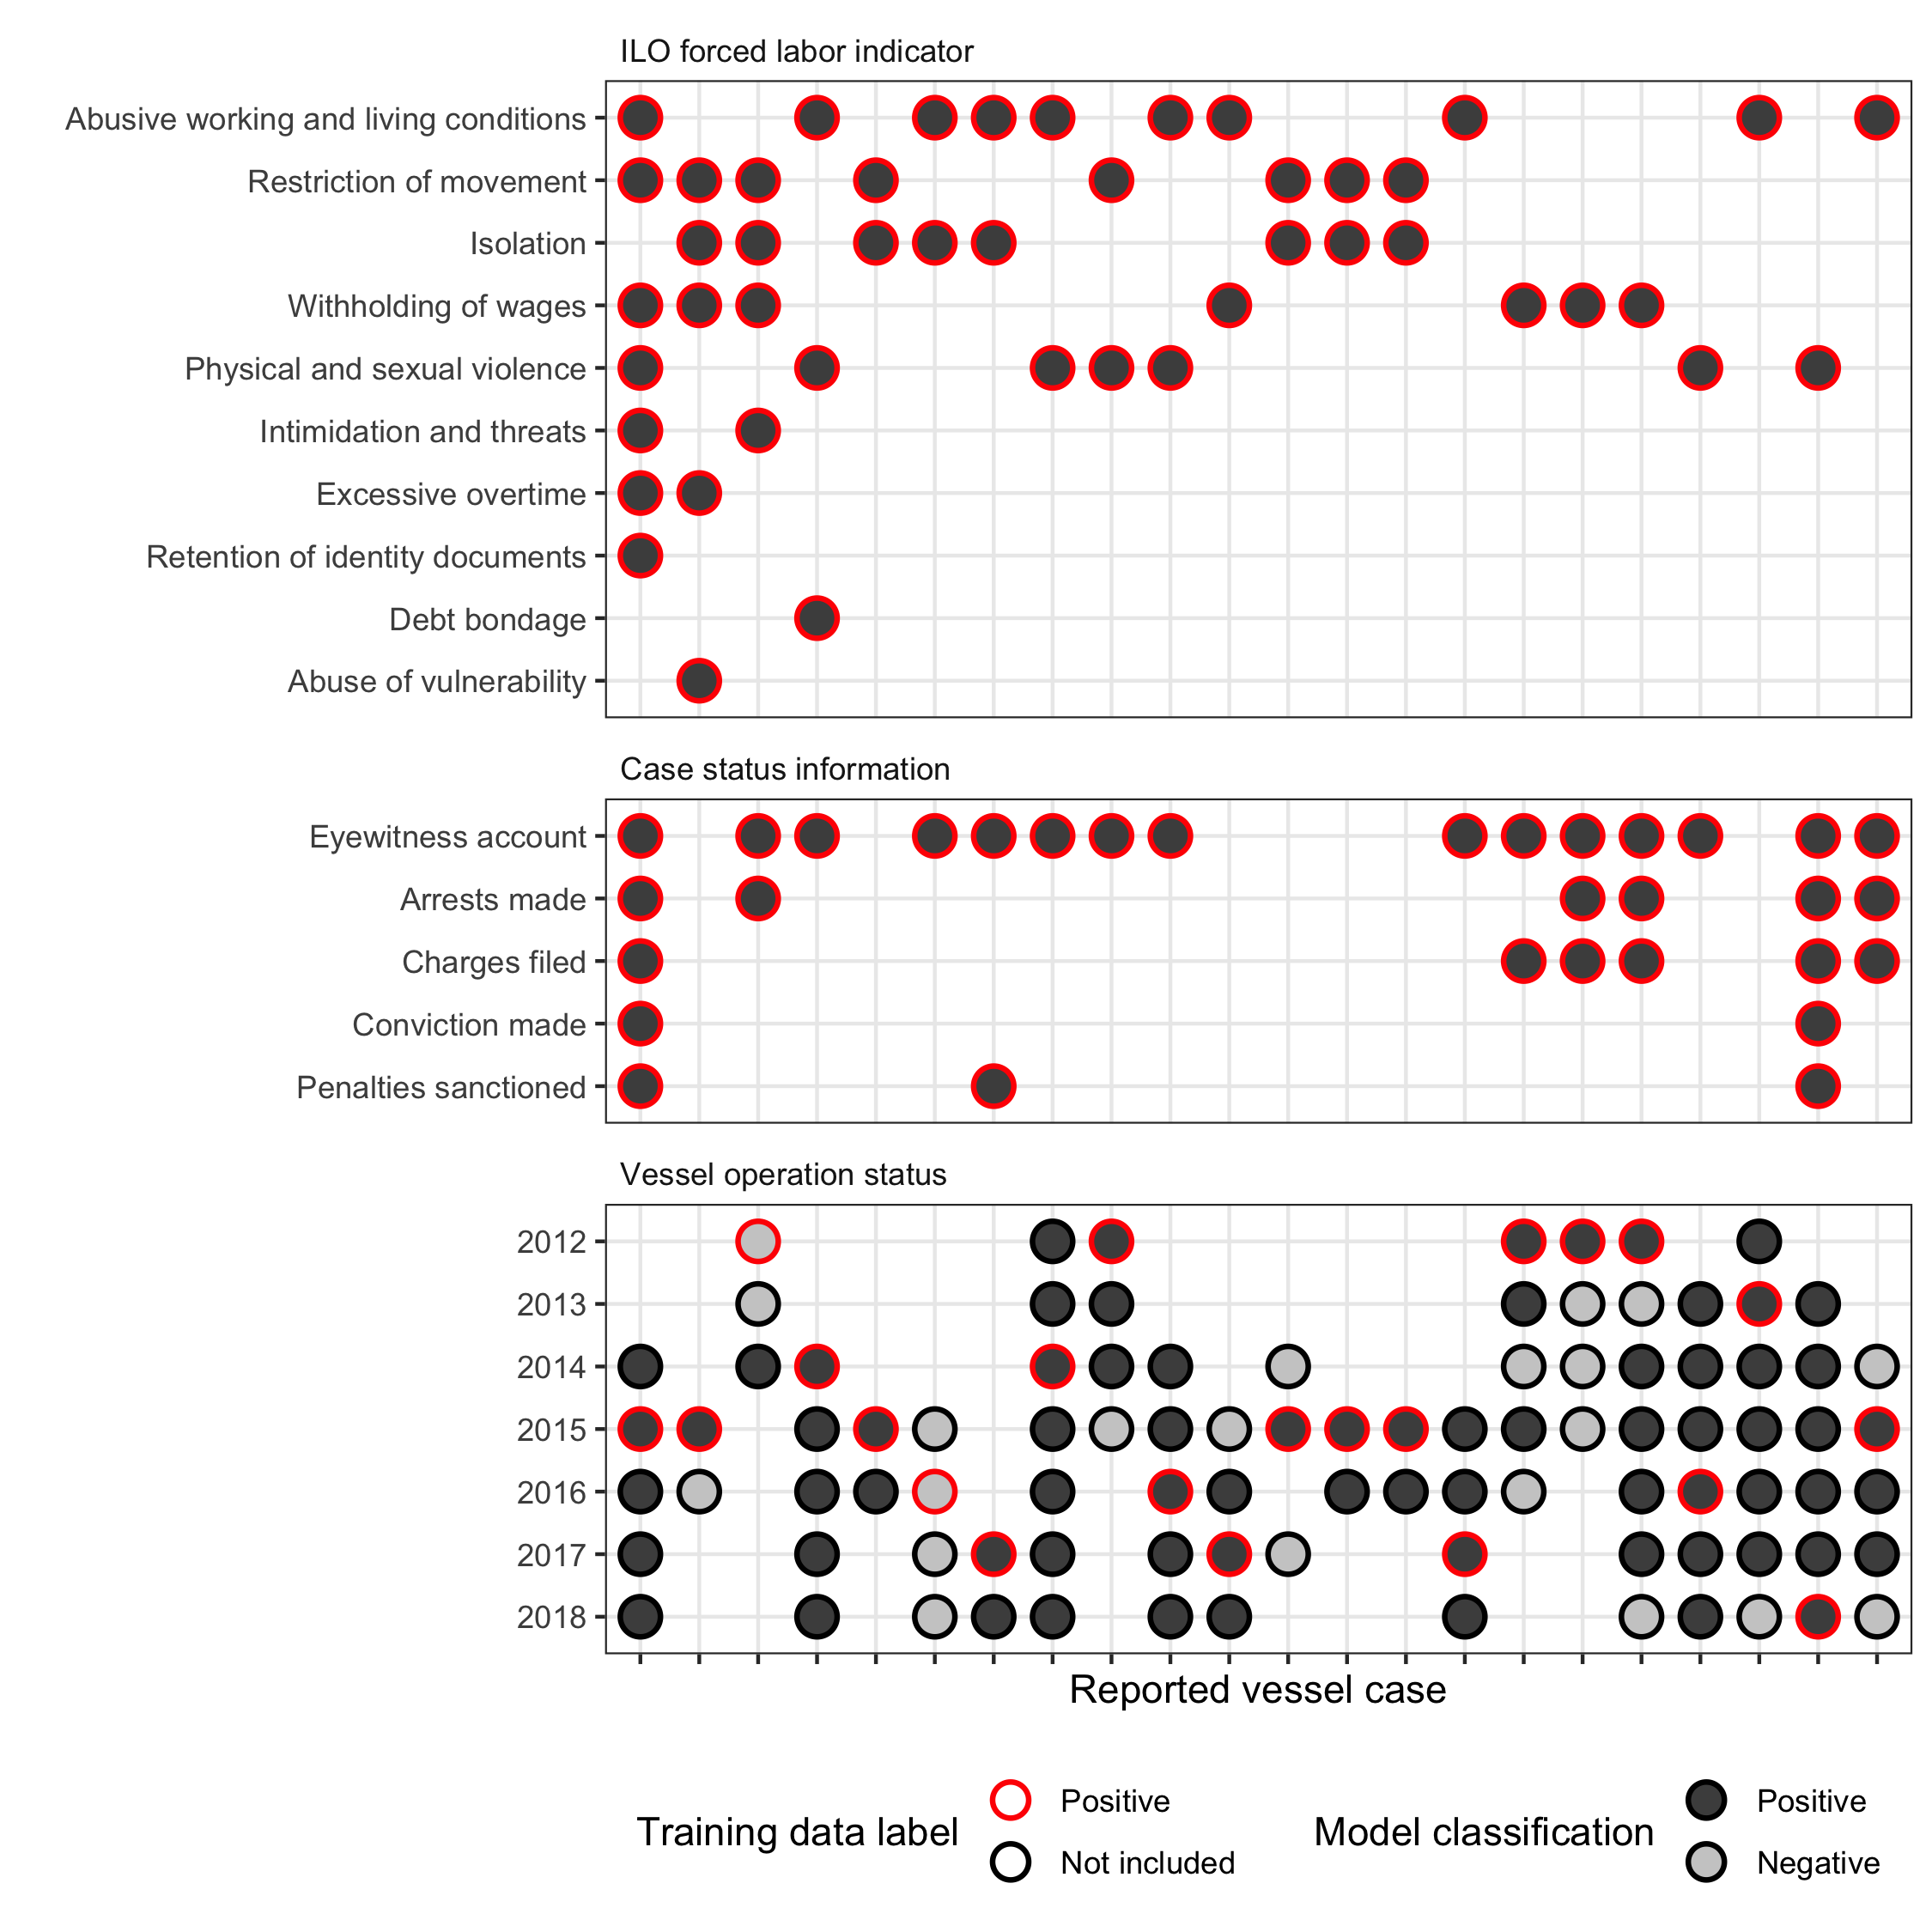 ILO forced labor indicator
Abusive working and living conditions
Restriction of movement
Isolation
Withholding of wages
Physical and sexual violence
Intimidation and threats
Excessive overtime
Retention of identity documents
Debt bondage
Abuse of vulnerability
Case status information
Eyewitness account
Arrests made
Charges filed
Conviction made
Penalties sanctioned
Vessel operation status
2012
2013
2014
2015
2016
2017
2018
Reported vessel case
Training data label
Positive
Not included
Model classification
Positive
Negative